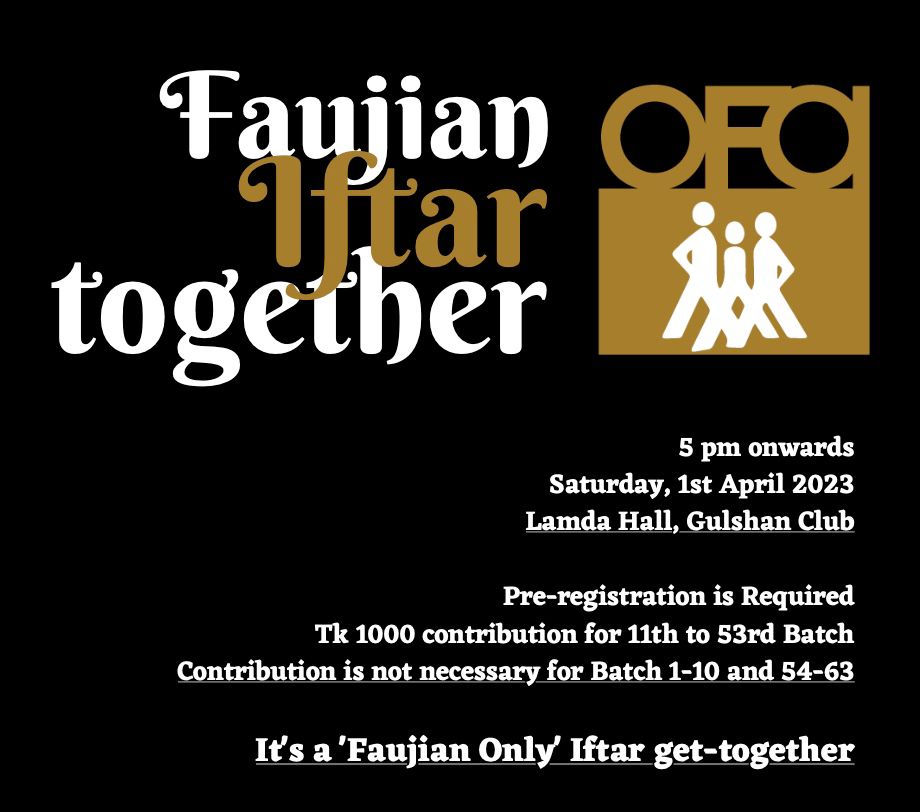 Faujian
Iftar
together
OFA
5 pm onwards
Saturday, 1st April 2023
Lamda Hall, Gulshan Club
Pre-registration is Required
Tk 1000 contribution for 11th to 53rd Batch
Contribution is not necessary for Batch 1-10 and 54-63
It's a 'Faujian Only' Iftar get-together